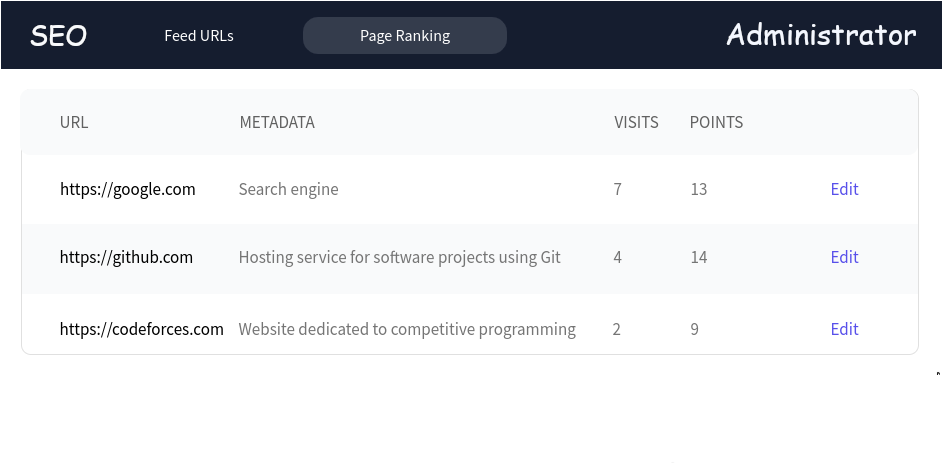 SEO Feed URLs Page Ranking Administrator
URL METADATA VISITS POINTS
https://google.com Search engine 7 13 Edit
https://github.com Hosting service for software projects using Git 4 14 Edit
https://codeforces.com Website dedicated to competitive programming 2 9 Edit